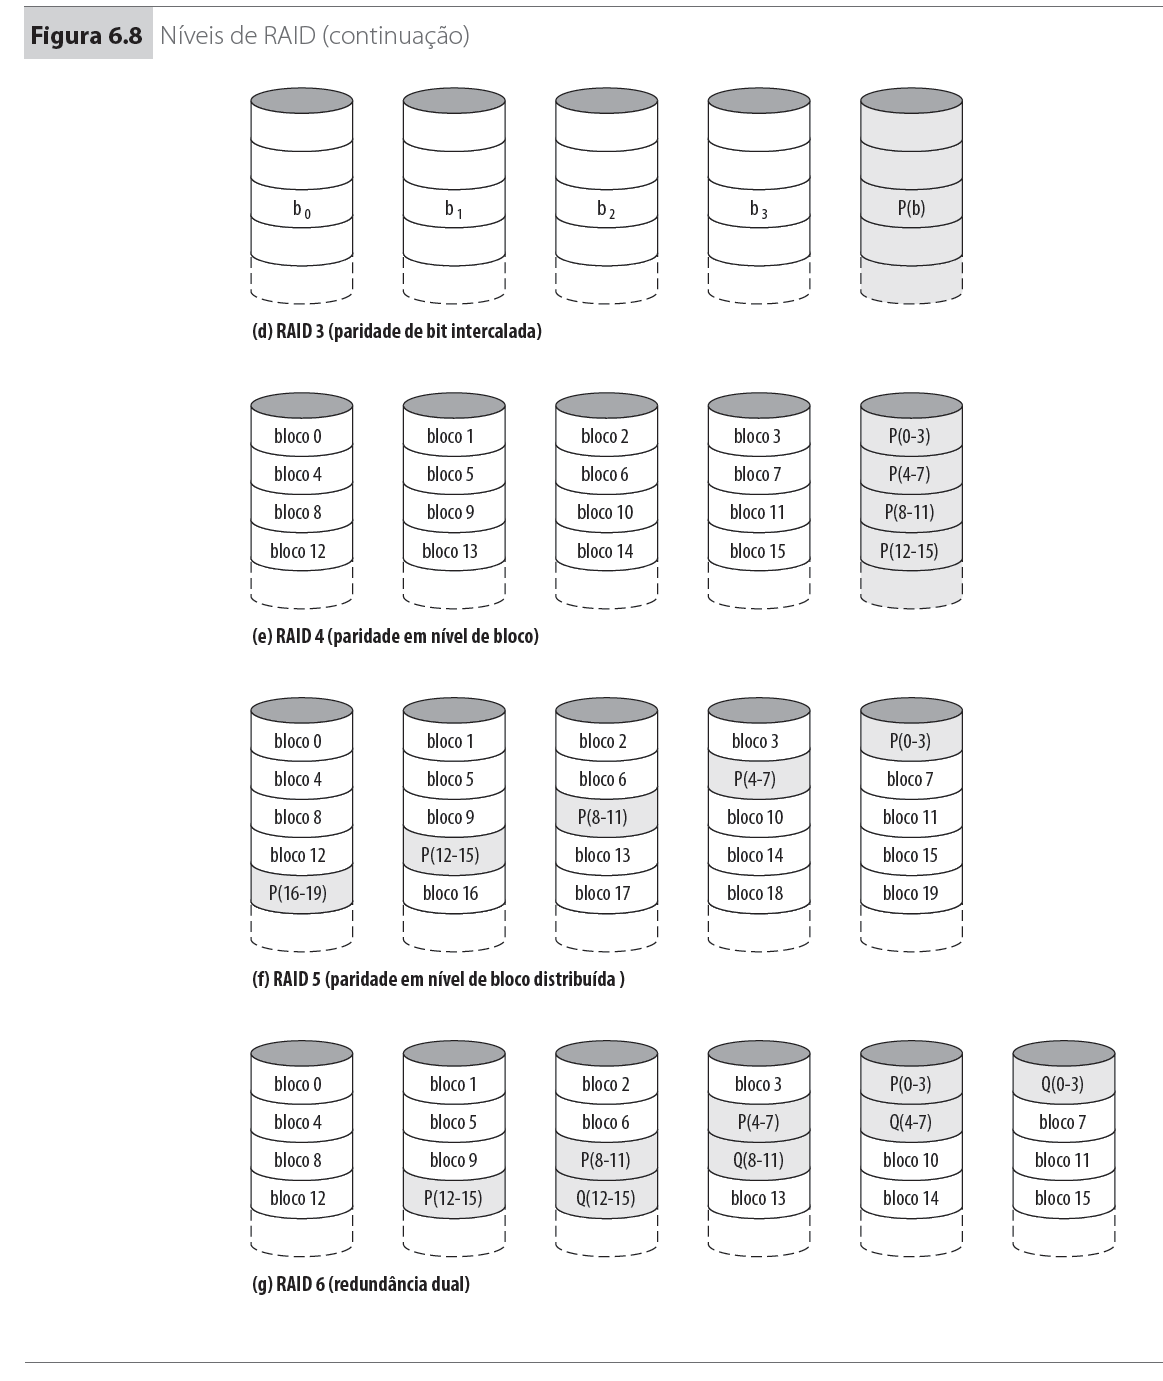 Figura 6.8 Níveis de RAID (continuação)
b 0 b 1 b 2 b 3 P(b)
(d) RAID 3 (paridade de bit intercalada)
bloco 0 bloco 1 bloco 2 bloco 3 P(0-3)
bloco 4 bloco 5 bloco 6 bloco 7 P(4-7)
bloco 8 bloco 9 bloco 10 bloco 11 P(8-11)
bloco 12 bloco 13 bloco 14 bloco 15 P(12-15)
(e) RAID 4 (paridade em nível de bloco)
bloco 0 bloco 1 bloco 2 bloco 3 P(0-3)
bloco 4 bloco 5 bloco 6 P(4-7) bloco 7
bloco 8 bloco 9 P(8-11) bloco 10 bloco 11
bloco 12 P(12-15) bloco 13 bloco 14 bloco 15
P(16-19) bloco 16 bloco 17 bloco 18 bloco 19
(f) RAID 5 (paridade em nível de bloco distribuída )
bloco 0 bloco 1 bloco 2 bloco 3 P(0-3) Q(0-3)
bloco 4 bloco 5 bloco 6 P(4-7) Q(4-7) bloco 7
bloco 8 bloco 9 P(8-11) Q(8-11) bloco 10 bloco 11
bloco 12 P(12-15) Q(12-15) bloco 13 bloco 14 bloco 15
(g) RAID 6 (redundância dual)